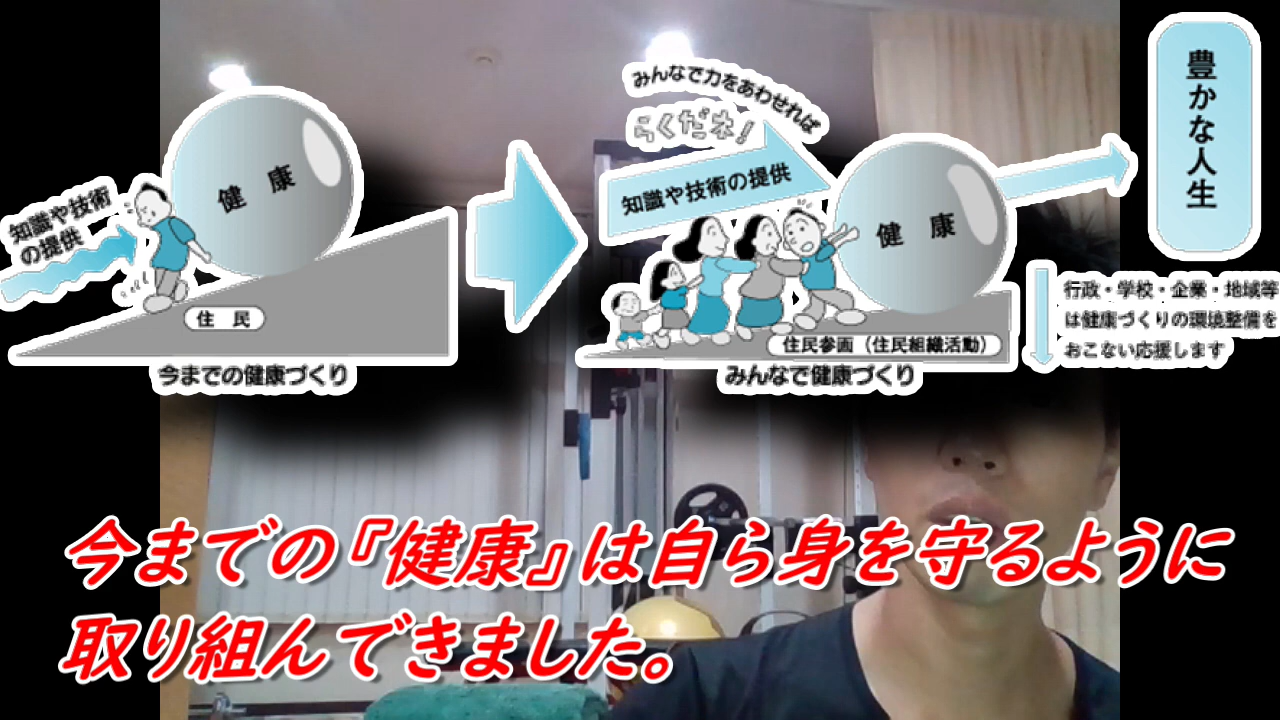 知識や技術
の提供
健康
住民
今までの健康づくり
みんなで力をあわせれば
らくだネ!
知識や技術の提供
健康
住民参画(住民組織活動)
みんなで健康づくり
豊かな人生
行政・学校・企業・地域等
は健康づくりの環境整備を
おこない応援します
今までの『健康』は自ら身を守るように
取り組んできました。